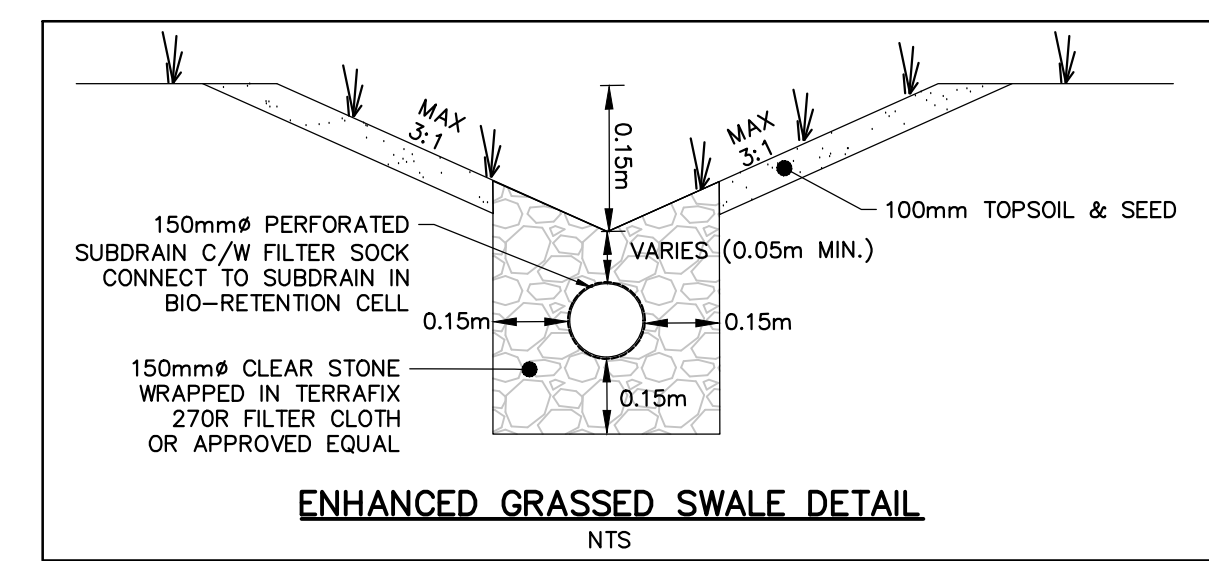 MAX
3:1
0.15m
MAX
3:1
150mmø PERFORATED
SUBDRAIN C/W FILTER SOCK
CONNECT TO SUBDRAIN IN
BIO-RETENTION CELL
100mm TOPSOIL & SEED
VARIES (0.05m MIN.)
0.15m
0.15m
150mmø CLEAR STONE
WRAPPED IN TERRAFIX
270R FILTER CLOTH
OR APPROVED EQUAL
0.15m
ENHANCED GRASSED SWALE DETAIL
NTS